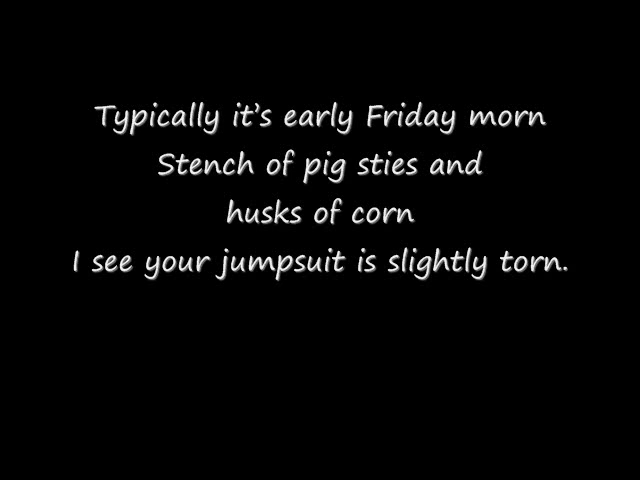 Typically it’s early Friday morn
Stench of pig sties and
husks of corn
I see your jumpsuit is slightly torn.